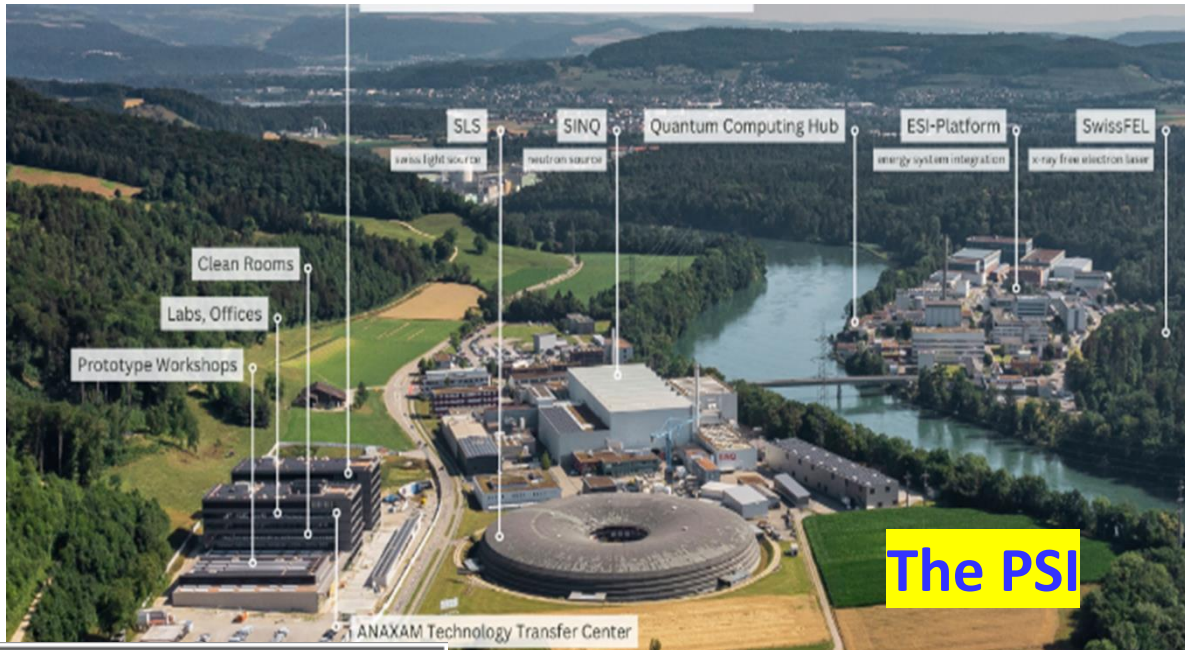 SLS
swiss light source
SINQ
neutron source
Quantum Computing Hub
ESI-Platform
energy system integration
SwissFEL
x-ray free electron laser
Clean Rooms
Labs, Offices
Prototype Workshops
The PSI
ANAXAM Technology Transfer Center